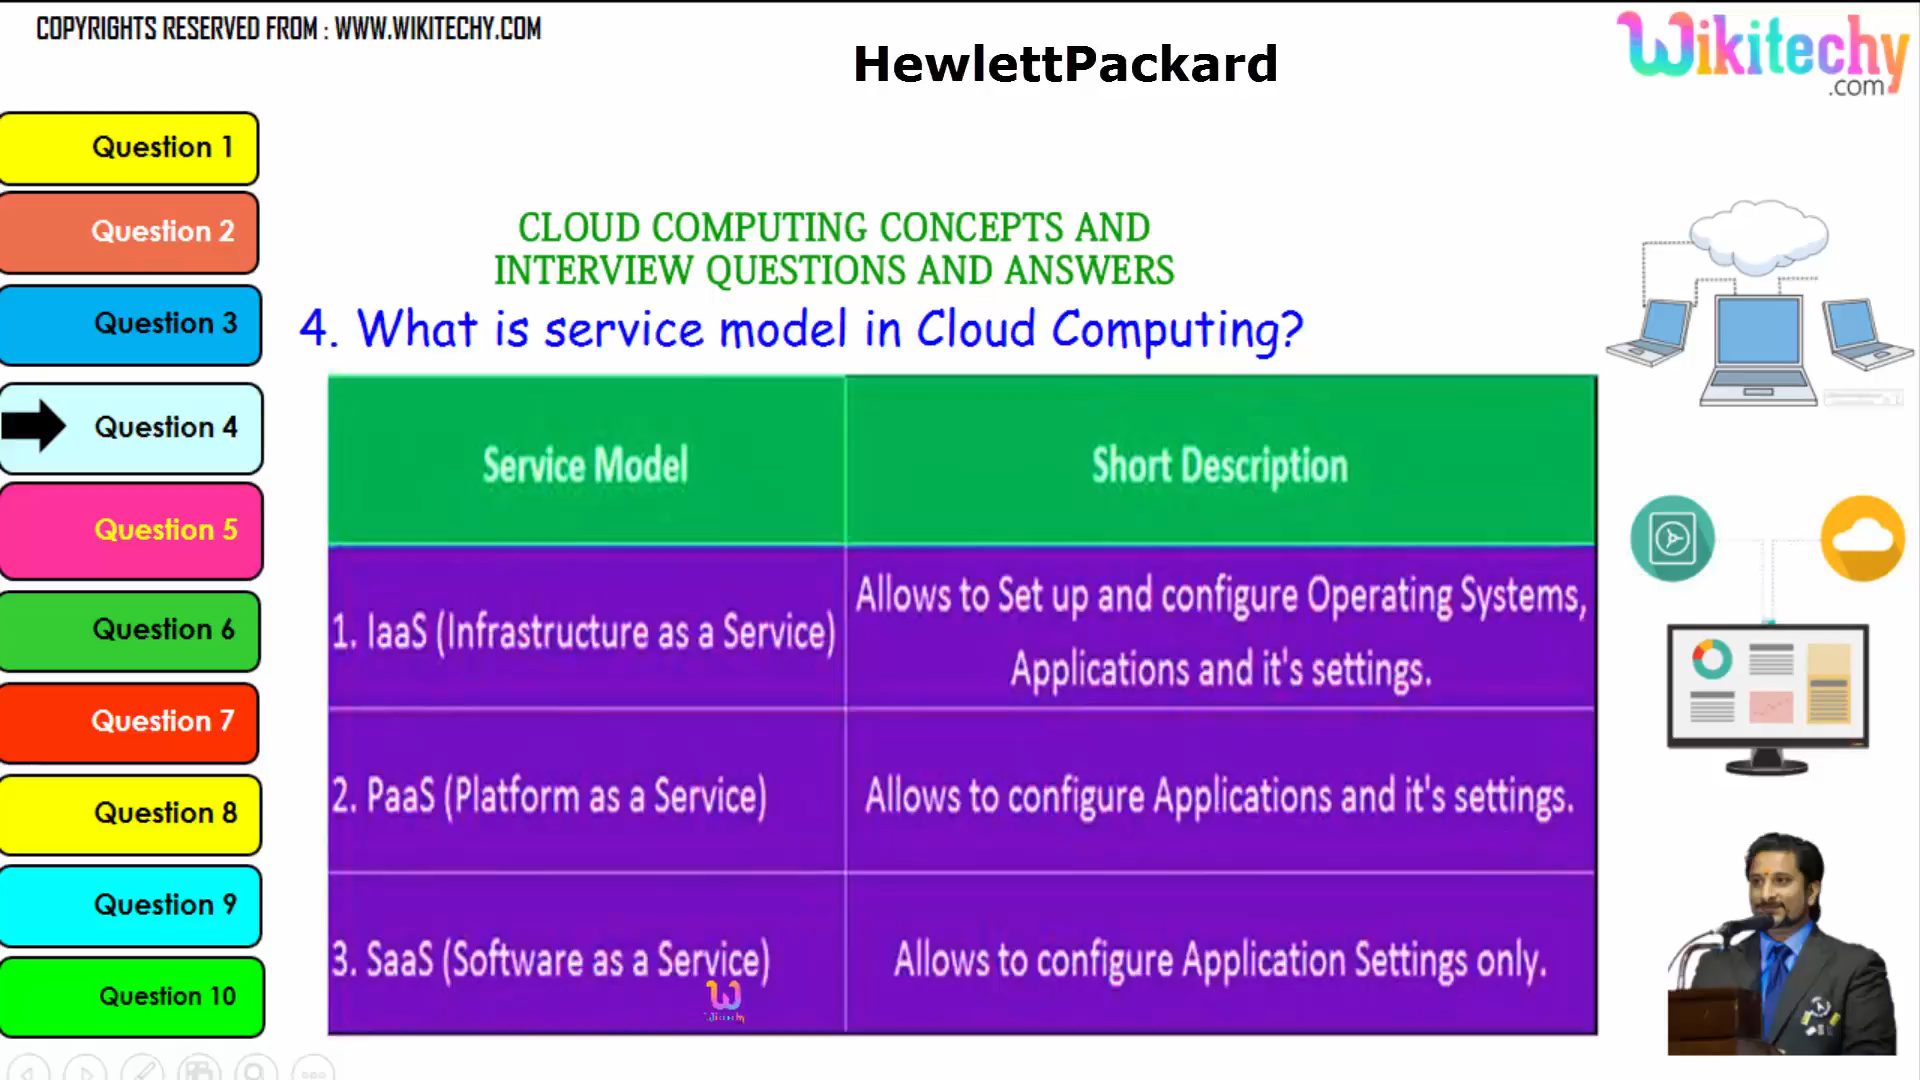 COPYRIGHTS RESERVED FROM : WWW.WIKITECHY.COM
HewlettPackard
Wikitechy
.com
Question 1
Question 2
Question 3
Question 4
Question 5
Question 6
Question 7
Question 8
Question 9
Question 10
CLOUD COMPUTING CONCEPTS AND
INTERVIEW QUESTIONS AND ANSWERS
4. What is service model in Cloud Computing?
Service Model
Short Description
1. IaaS (Infrastructure as a Service)
Allows to Set up and configure Operating Systems,
Applications and it's settings.
2. PaaS (Platform as a Service)
Allows to configure Applications and it's settings.
3. SaaS (Software as a Service)
Allows to configure Application Settings only.